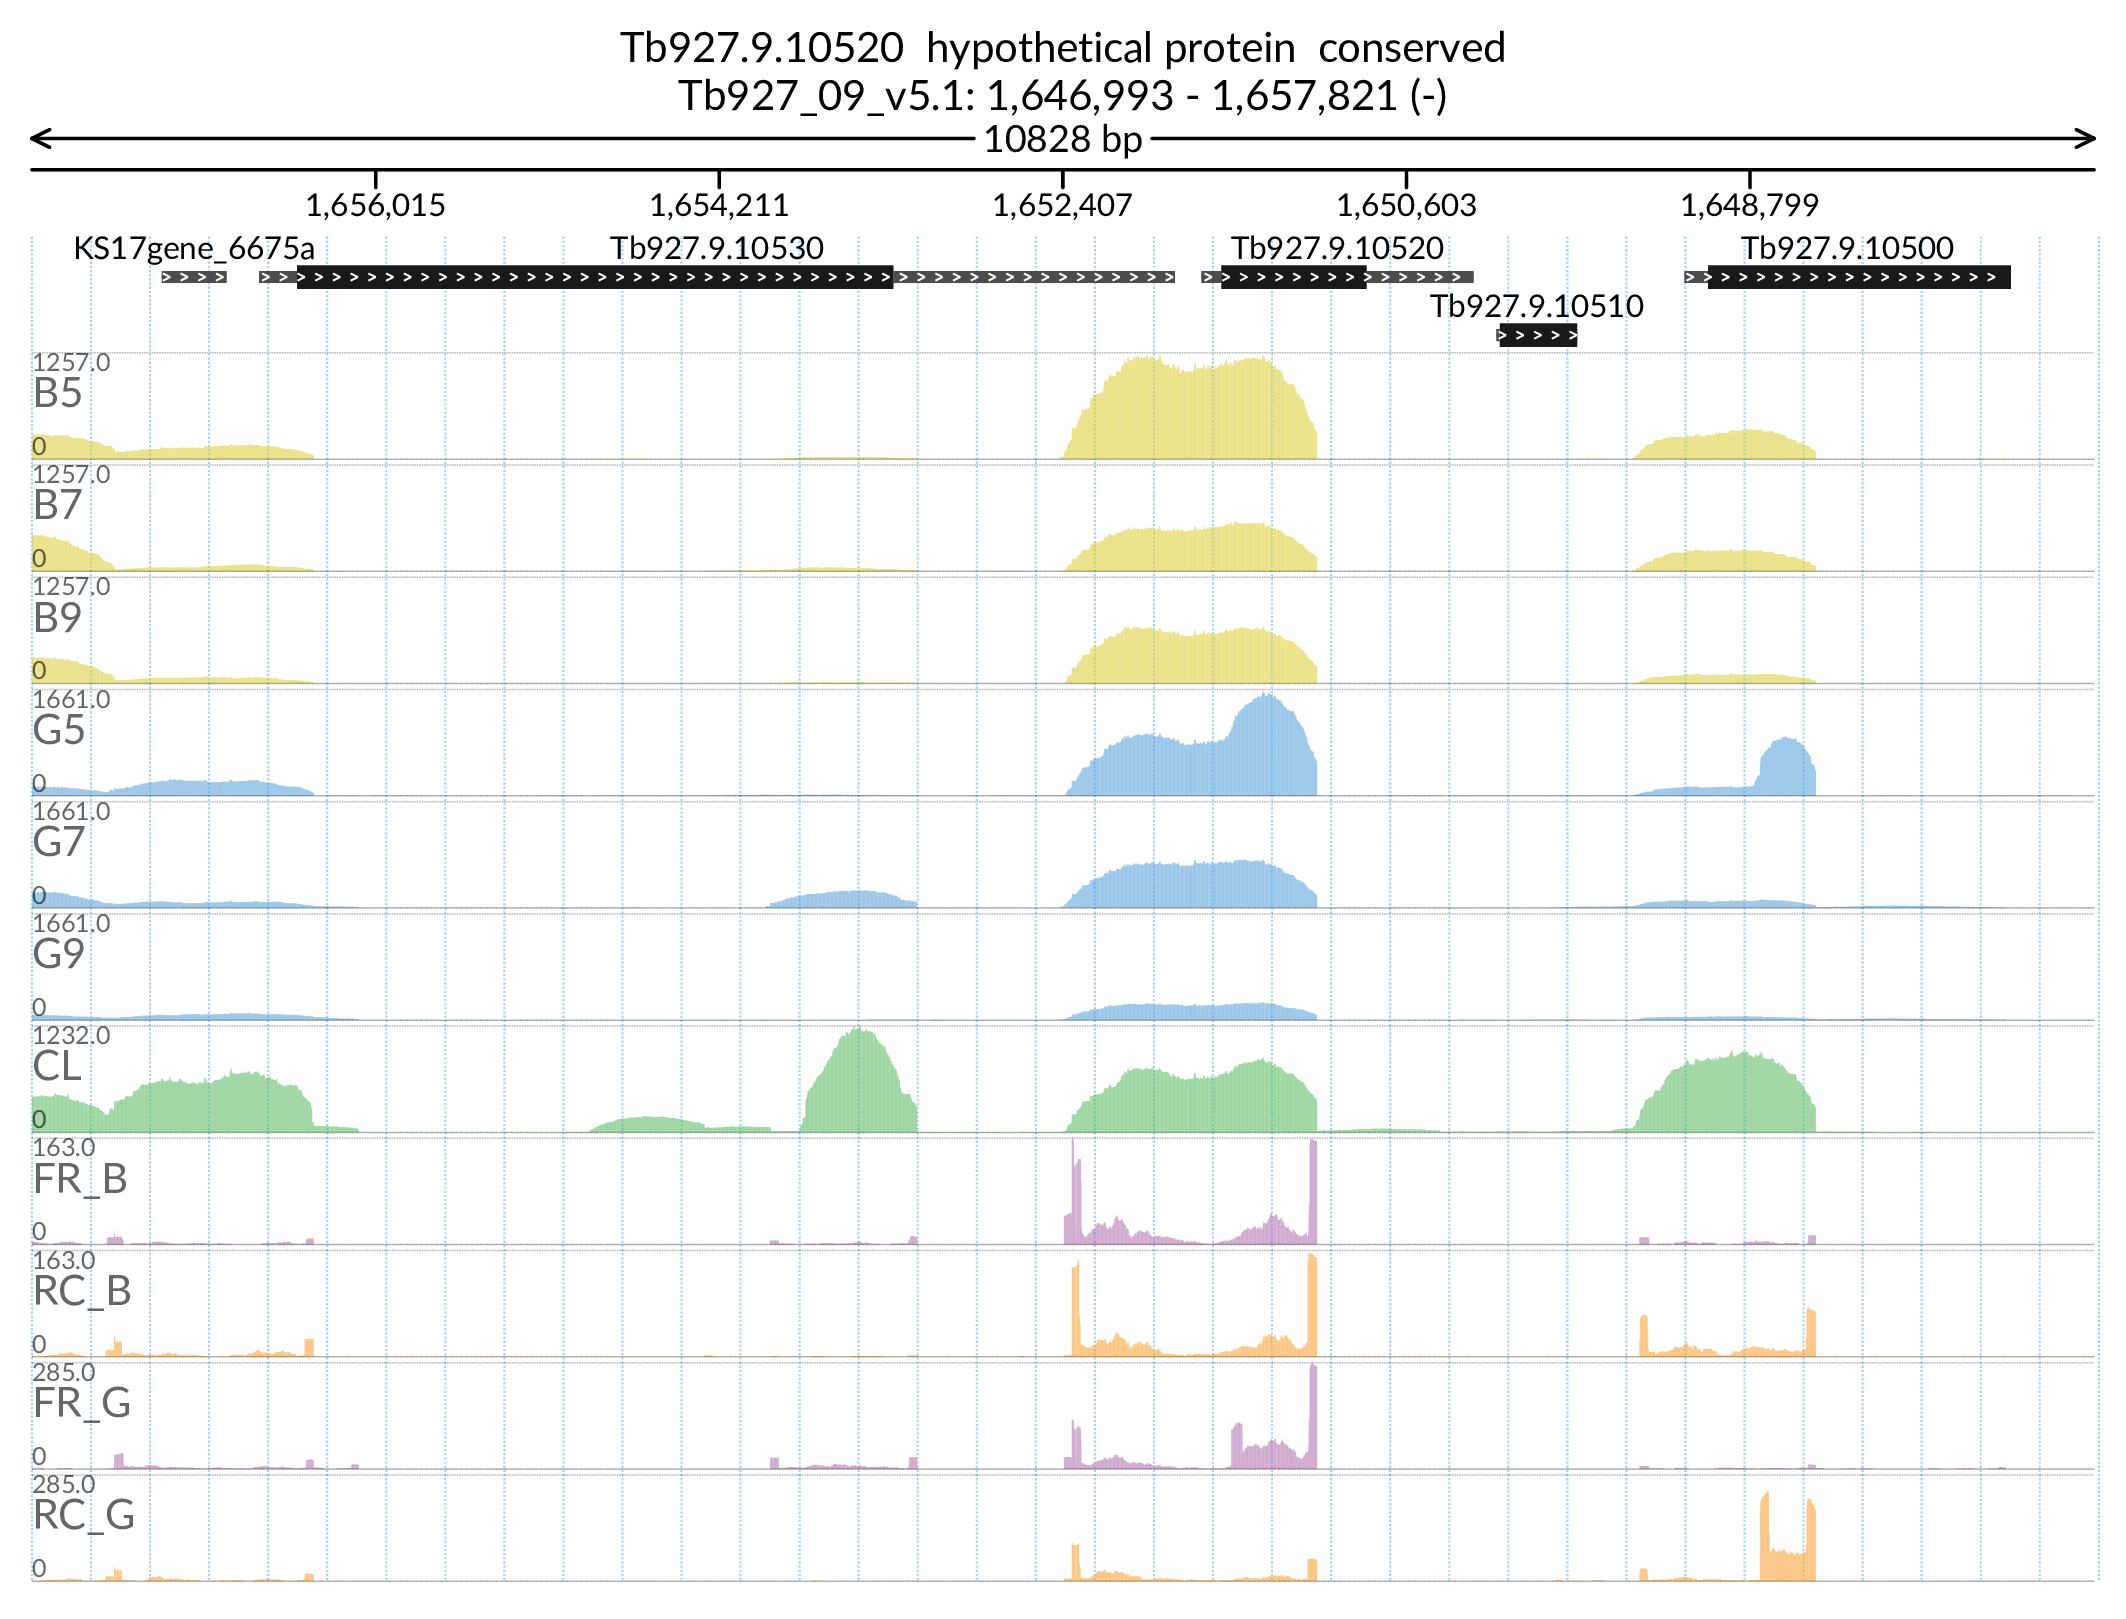 Tb927.9.10520  hypothetical protein  conserved
Tb927_09_v5.1: 1,646,993 - 1,657,821 (-)
10828 bp
1,656,015 1,654,211 1,652,407 1,650,603 1,648,799
KS17gene_6675a Tb927.9.10530 Tb927.9.10520 Tb927.9.10500
Tb927.9.10510
1257.0
B5
0
1257.0
B7
0
1257.0
B9
0
1661.0
G5
0
1661.0
G7
0
1661.0
G9
0
1232.0
CL
0
163.0
FR_B
0
163.0
RC_B
0
285.0
FR_G
0
285.0
RC_G
0